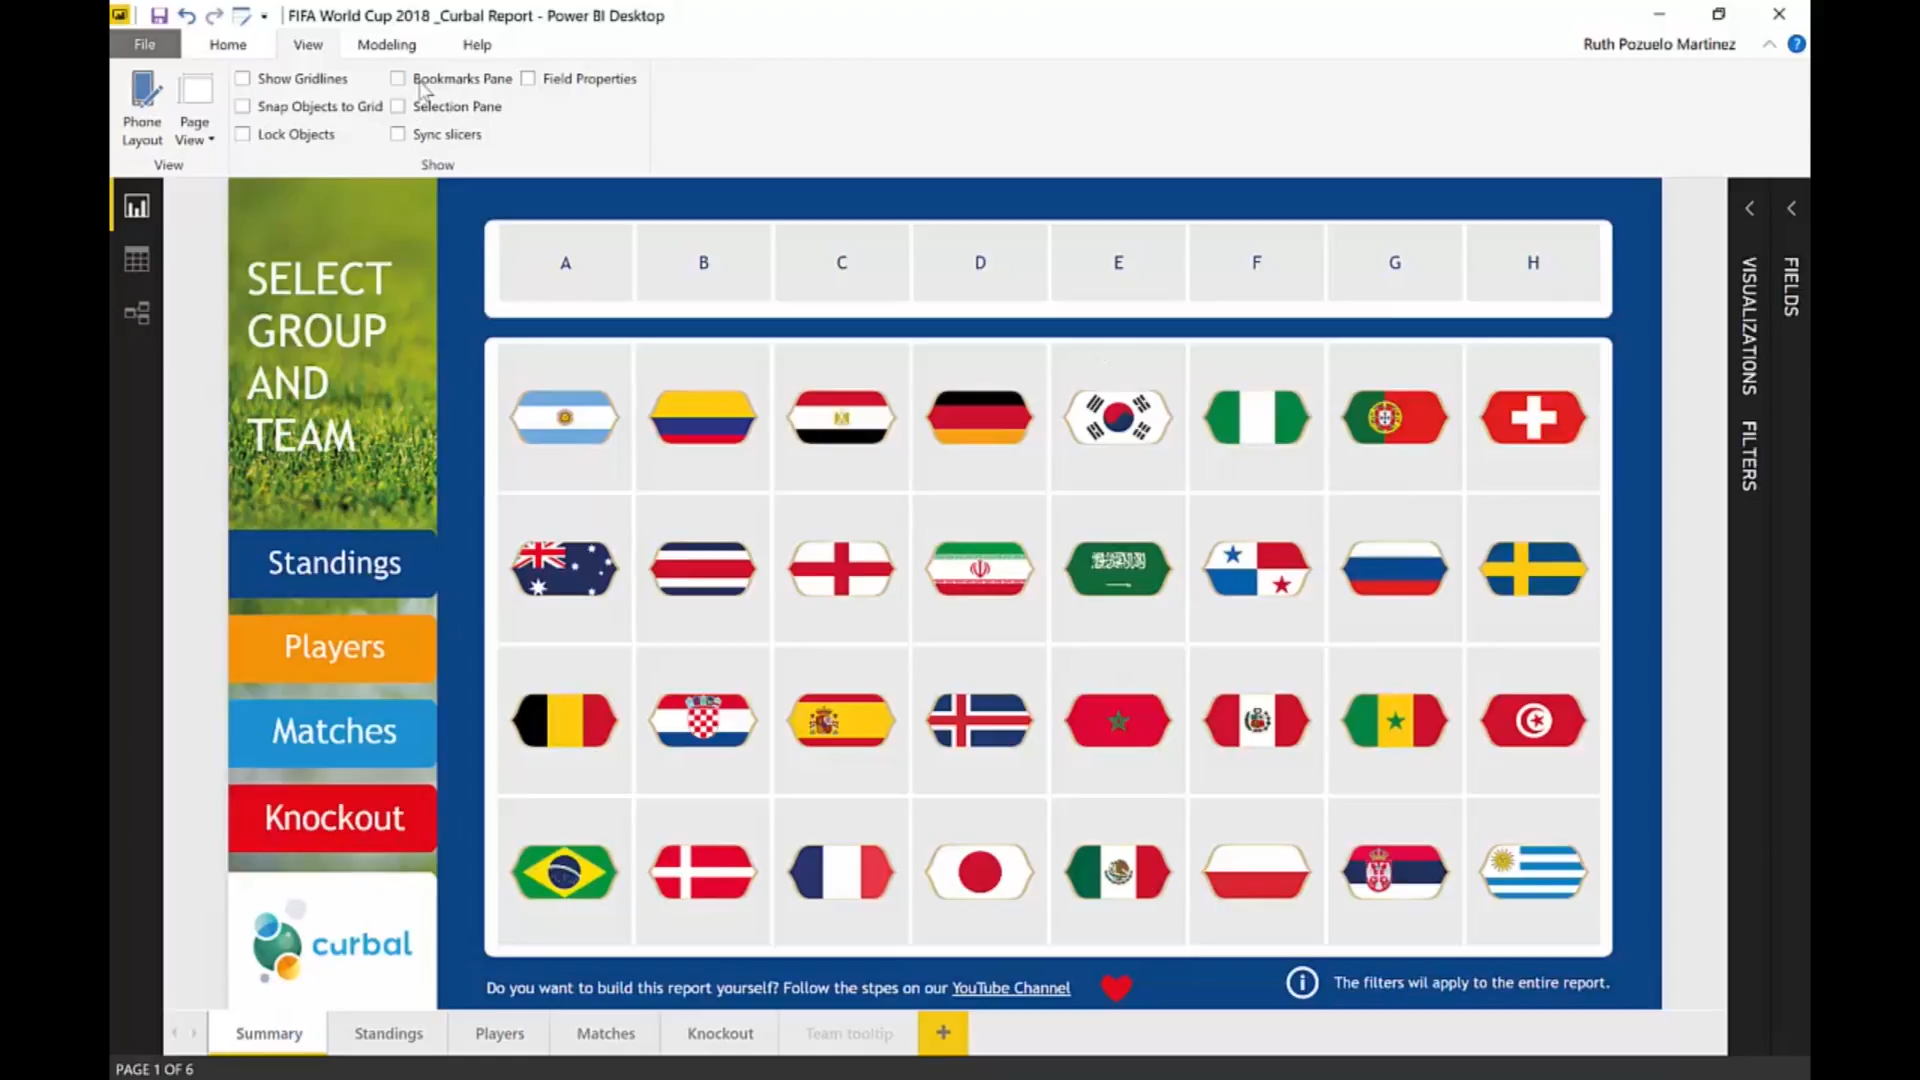 FIFA World Cup 2018 _Curbal Report - Power BI Desktop
File Home View Modeling Help
Ruth Pozuelo Martinez
?
Show Gridlines
Bookmarks Pane
Field Properties
Snap Objects to Grid
Selection Pane
Lock Objects
Sync slicers
Phone
Layout
Page
View
View
Show
SELECT
GROUP
AND
TEAM
A B C D E F G H
Standings
Players
Matches
Knockout
curbal
VISUALIZATIONS
FILTERS
FIELDS
Do you want to build this report yourself? Follow the stpes on our YouTube Channel
i The filters wil apply to the entire report.
Summary Standings Players Matches Knockout Team tooltip +
PAGE 1 OF 6